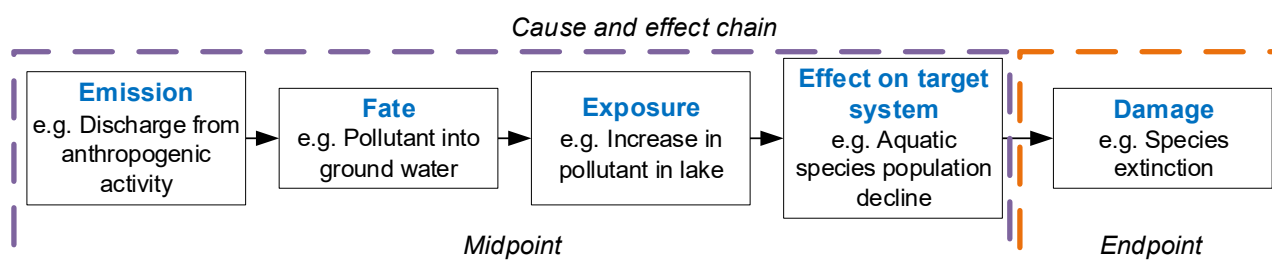 Cause and effect chain
Emission
e.g. Discharge from
anthropogenic
activity
Fate
e.g. Pollutant into
ground water
Exposure
e.g. Increase in
pollutant in lake
Effect on target
system
e.g. Aquatic
species population
decline
Damage
e.g. Species
extinction
Midpoint
Endpoint